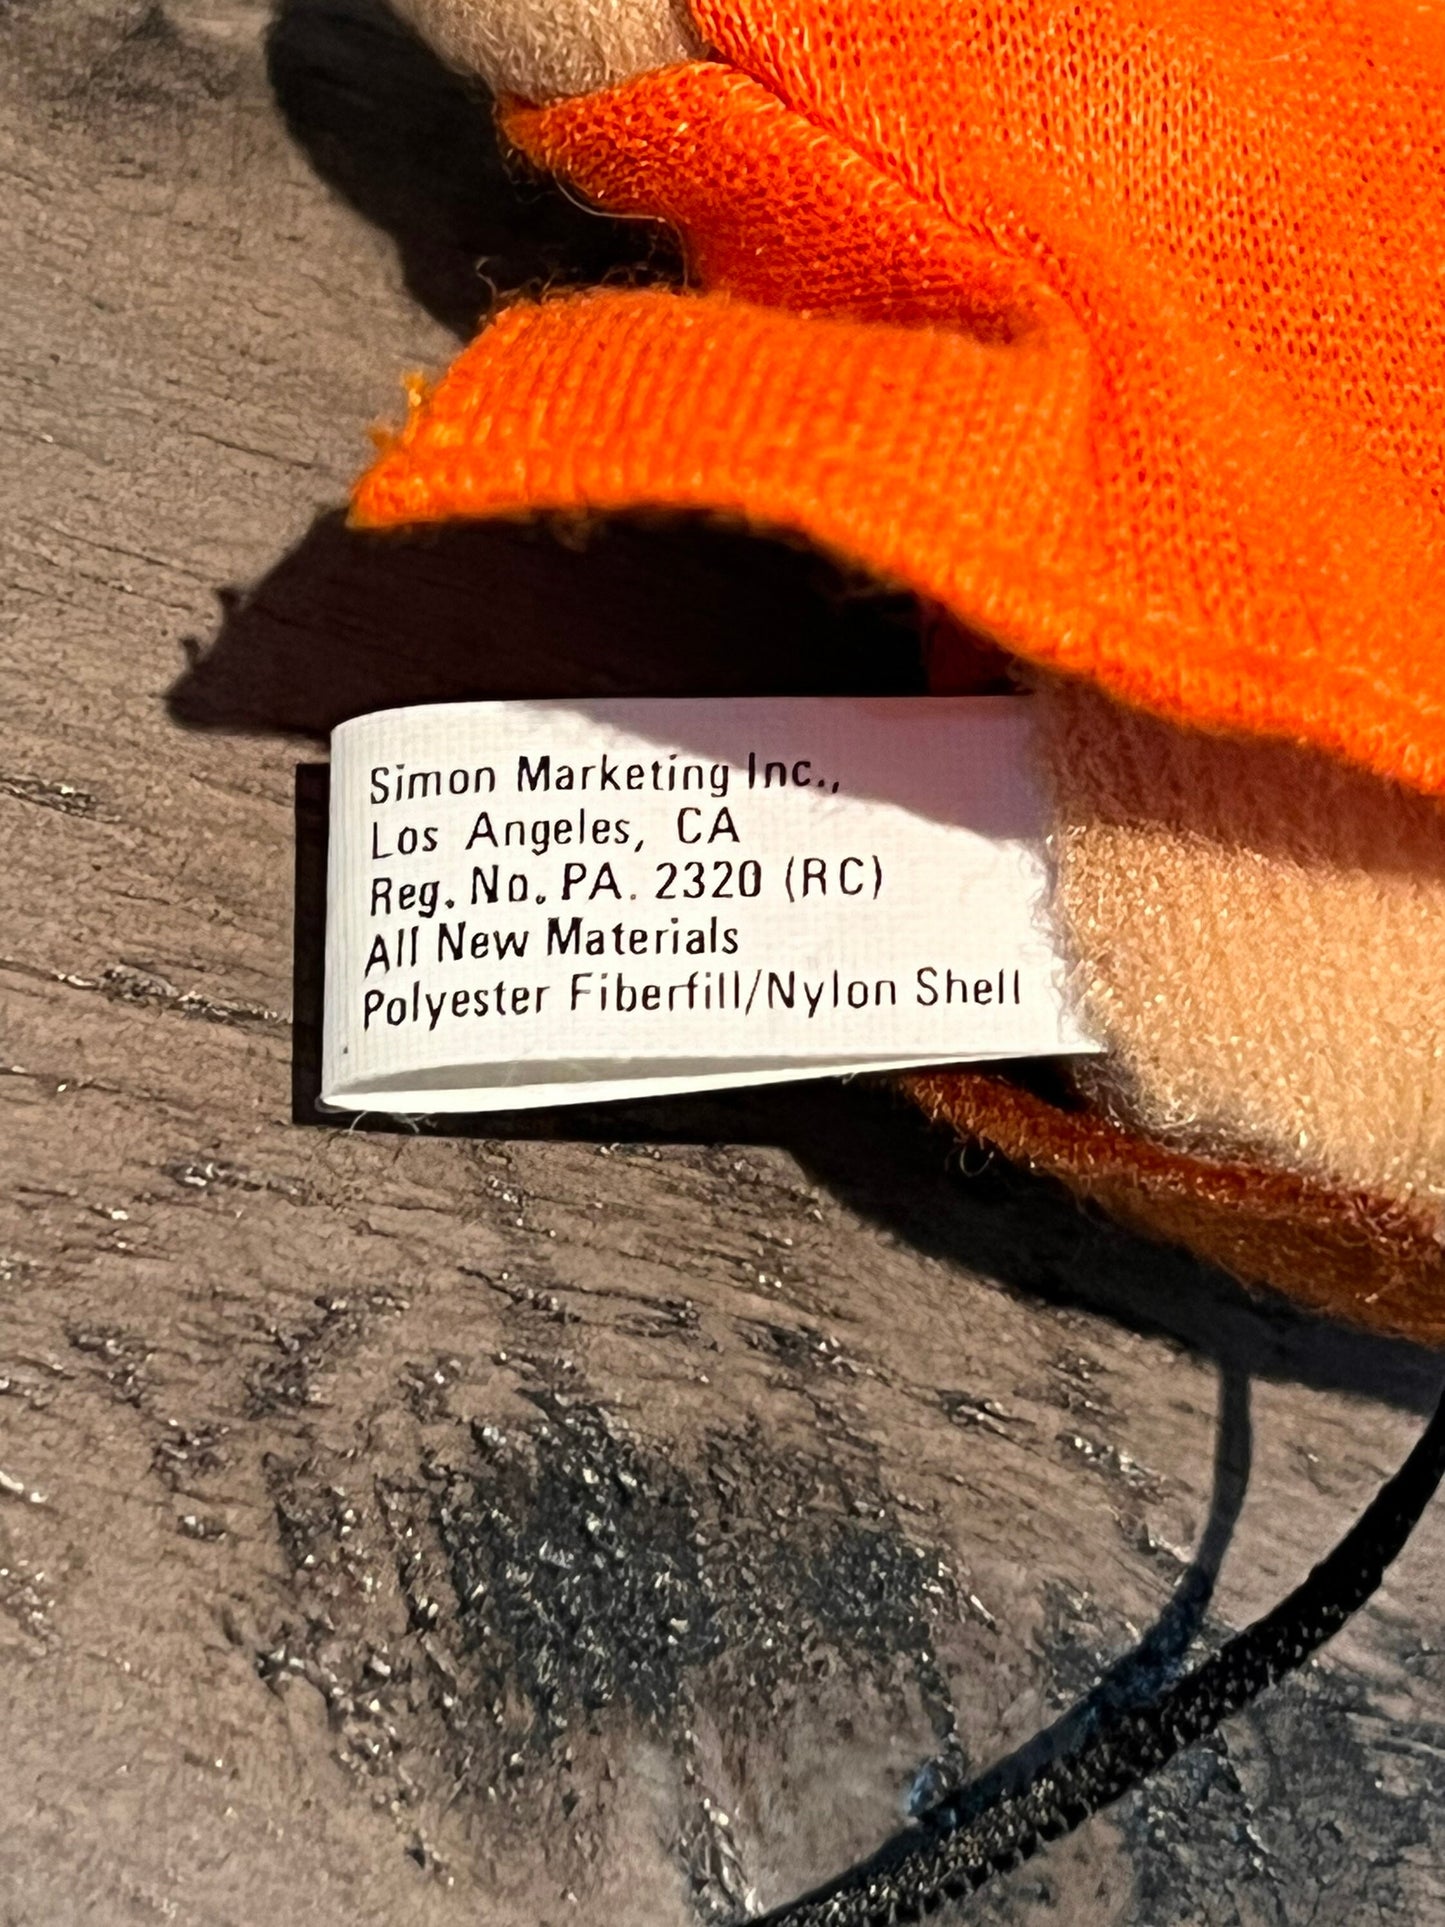 Simon Marketing Inc.,
Los Angeles, CA
Reg. No. PA. 2320 (RC)
All New Materials
Polyester Fiberfill/Nylon Shell